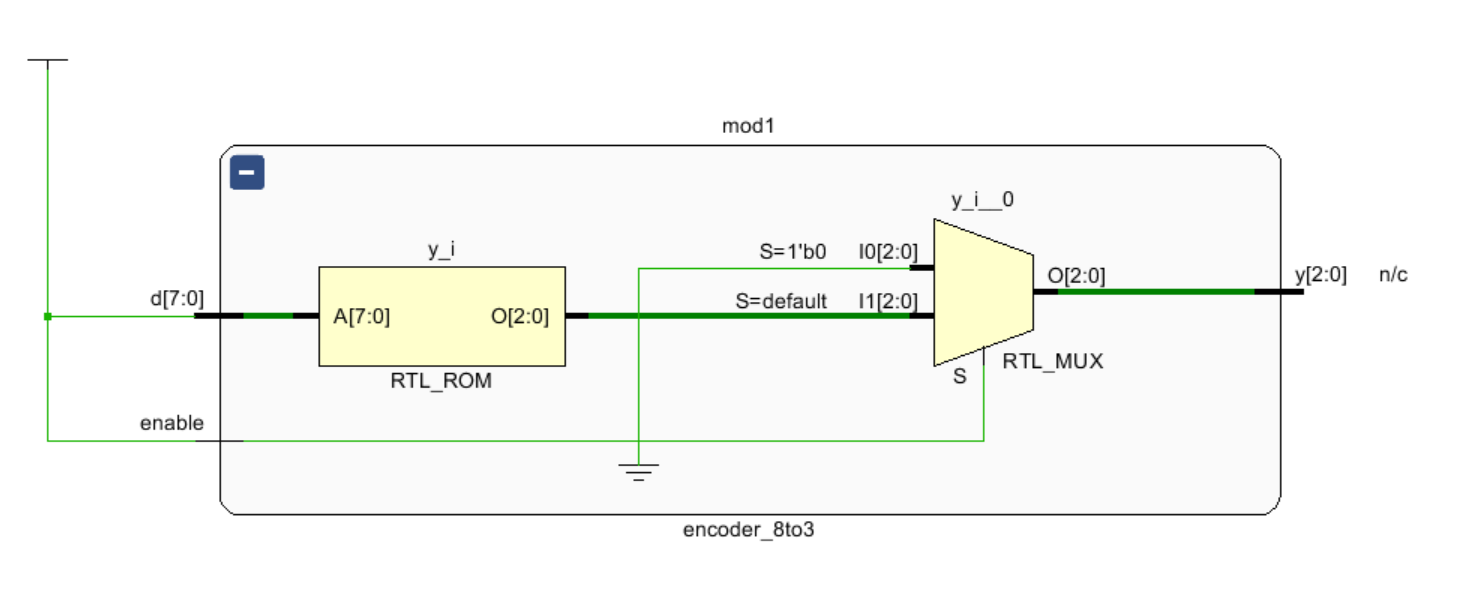 mod1
y_i__0
y_i
S=1'b0 I0[2:0]
O[2:0] y[2:0] n/c
d[7:0]
S=default I1[2:0]
A[7:0] O[2:0]
RTL_MUX
S
RTL_ROM
enable
encoder_8to3